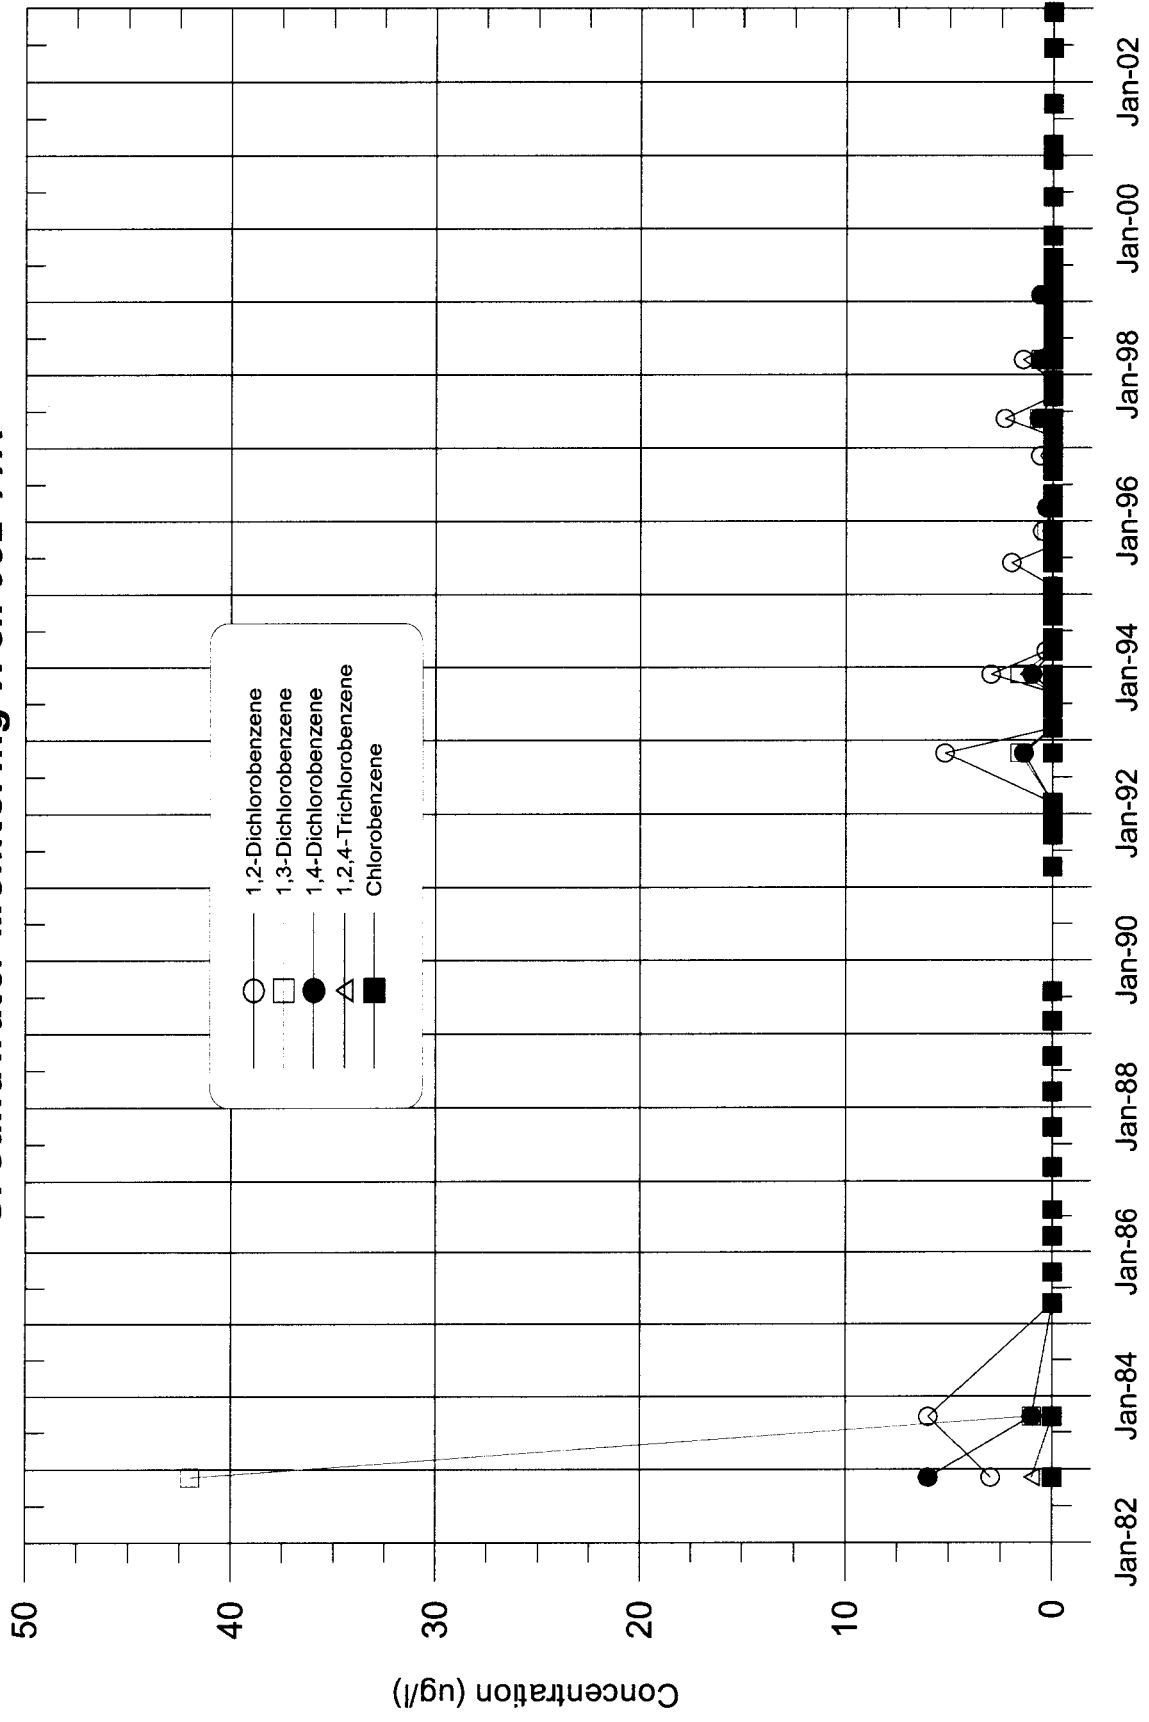 50
40
30
20
10
0
Concentration (ug/l)
1,2-Dichlorobenzene
1,3-Dichlorobenzene
1,4-Dichlorobenzene
1,2,4-Trichlorobenzene
Chlorobenzene
Jan-82
Jan-84
Jan-86
Jan-88
Jan-90
Jan-92
Jan-94
Jan-96
Jan-98
Jan-00
Jan-02